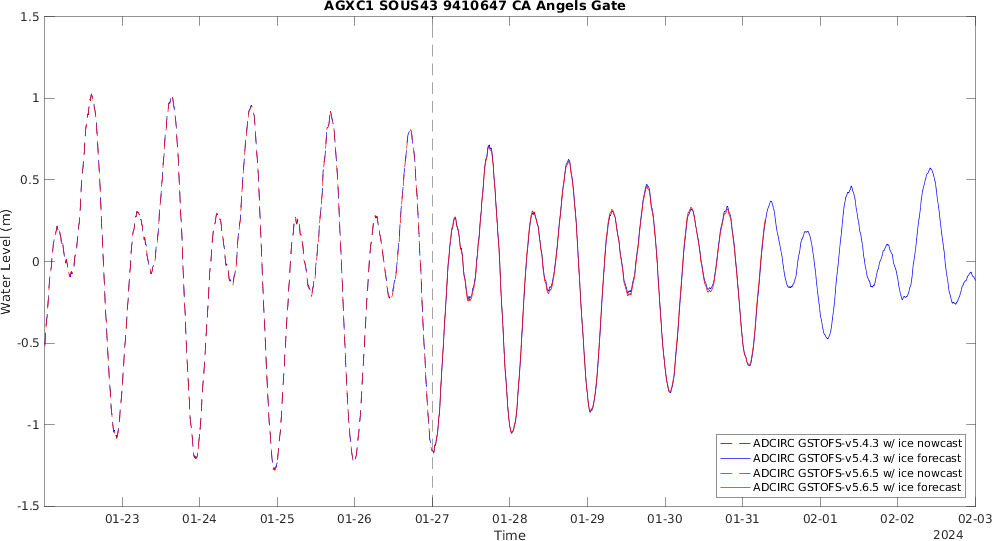 AGXC1 SOUS43 9410647 CA Angels Gate
1.5
1
0.5
0
-0.5
-1
-1.5
Water Level (m)
ADCIRC GSTOFS-v5.4.3 w/ ice nowcast
ADCIRC GSTOFS-v5.4.3 w/ ice forecast
ADCIRC GSTOFS-v5.6.5 w/ ice nowcast
ADCIRC GSTOFS-v5.6.5 w/ ice forecast
01-23 01-24 01-25 01-26 01-27 01-28 01-29 01-30 01-31 02-01 02-02 02-03
Time
2024